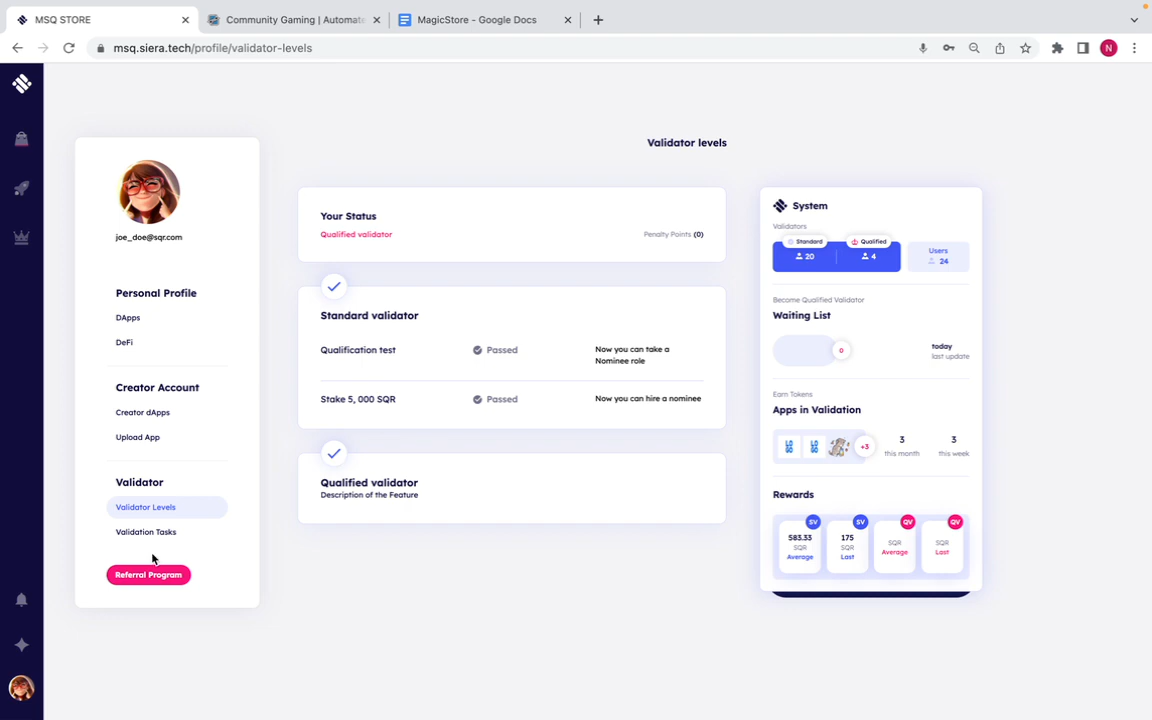 MSQ STORE
Community Gaming | Automate
MagicStore - Google Docs
msq.siera.tech/profile/validator-levels
N
Validator levels
joe_doe@sqr.com
Personal Profile
DApps
DeFi
Creator Account
Creator dApps
Upload App
Validator
Validator Levels
Validation Tasks
Referral Program
Your Status
Qualified validator
Penalty Points (0)
Standard validator
Qualification test
Passed
Now you can take a
Nominee role
Stake 5, 000 SQR
Passed
Now you can hire a nominee
Qualified validator
Description of the Feature
System
Validators
Standard
Qualified
20
4
Users
24
Become Qualified Validator
Waiting List
0
today
last update
Earn Tokens
Apps in Validation
+3
3
this month
3
this week
Rewards
SV
583.33
SQR
Average
SV
175
SQR
Last
QV
SQR
Average
QV
SQR
Last